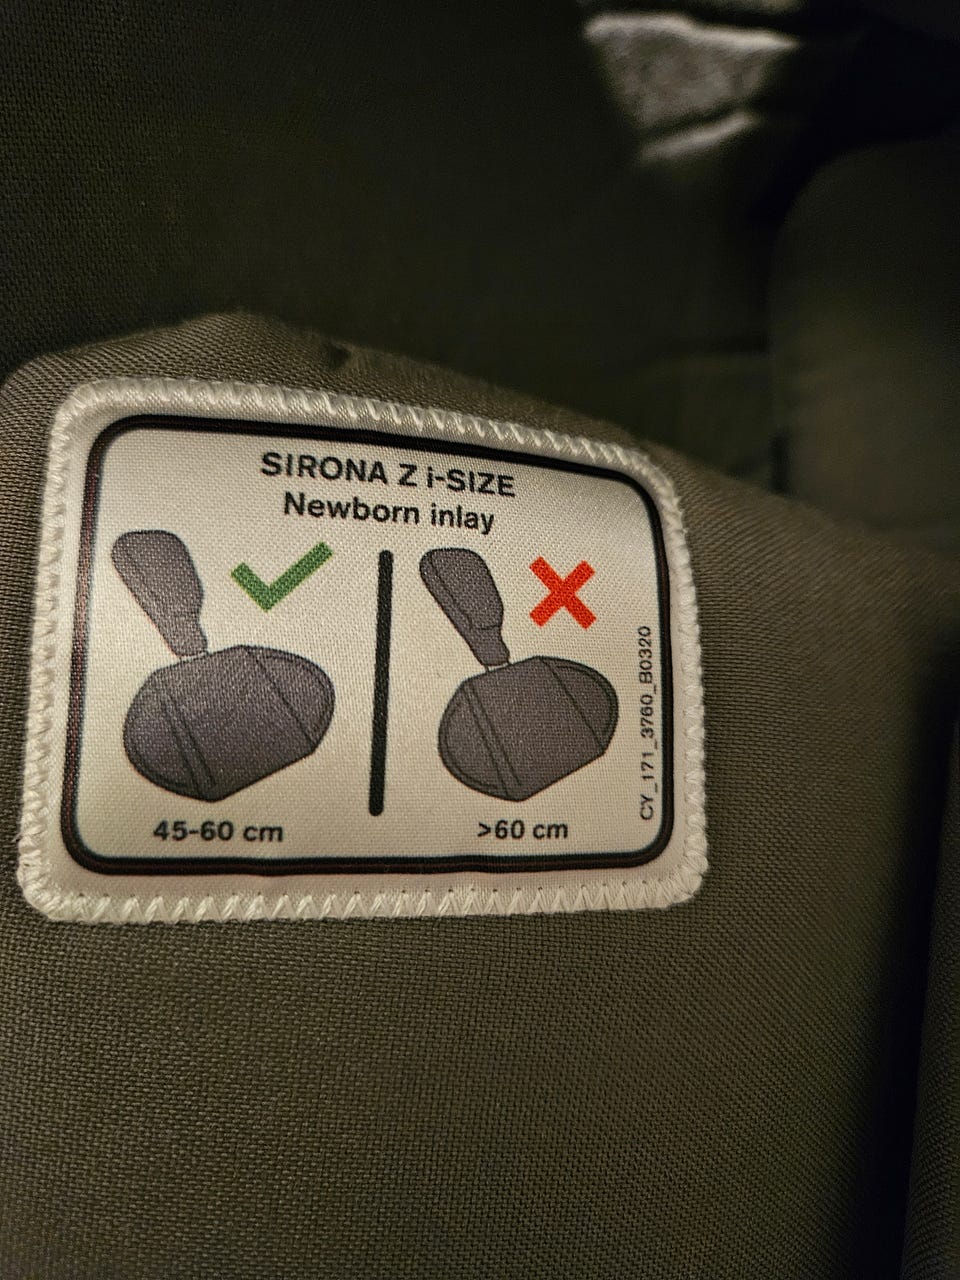 SIRONA Z i-SIZE
Newborn inlay
45-60 cm
>60 cm
CY_171_3760_B0320